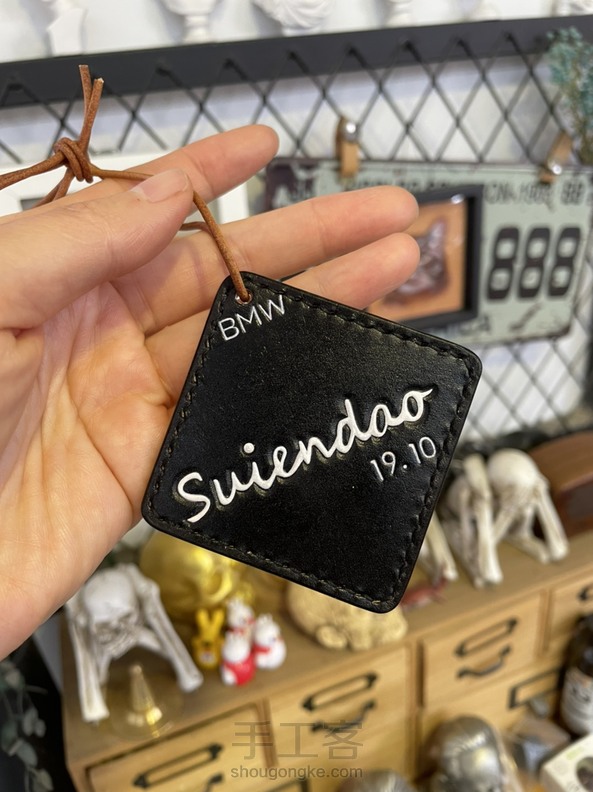 BMW
Suiendao
19.10
888
手工客
shougongke.com